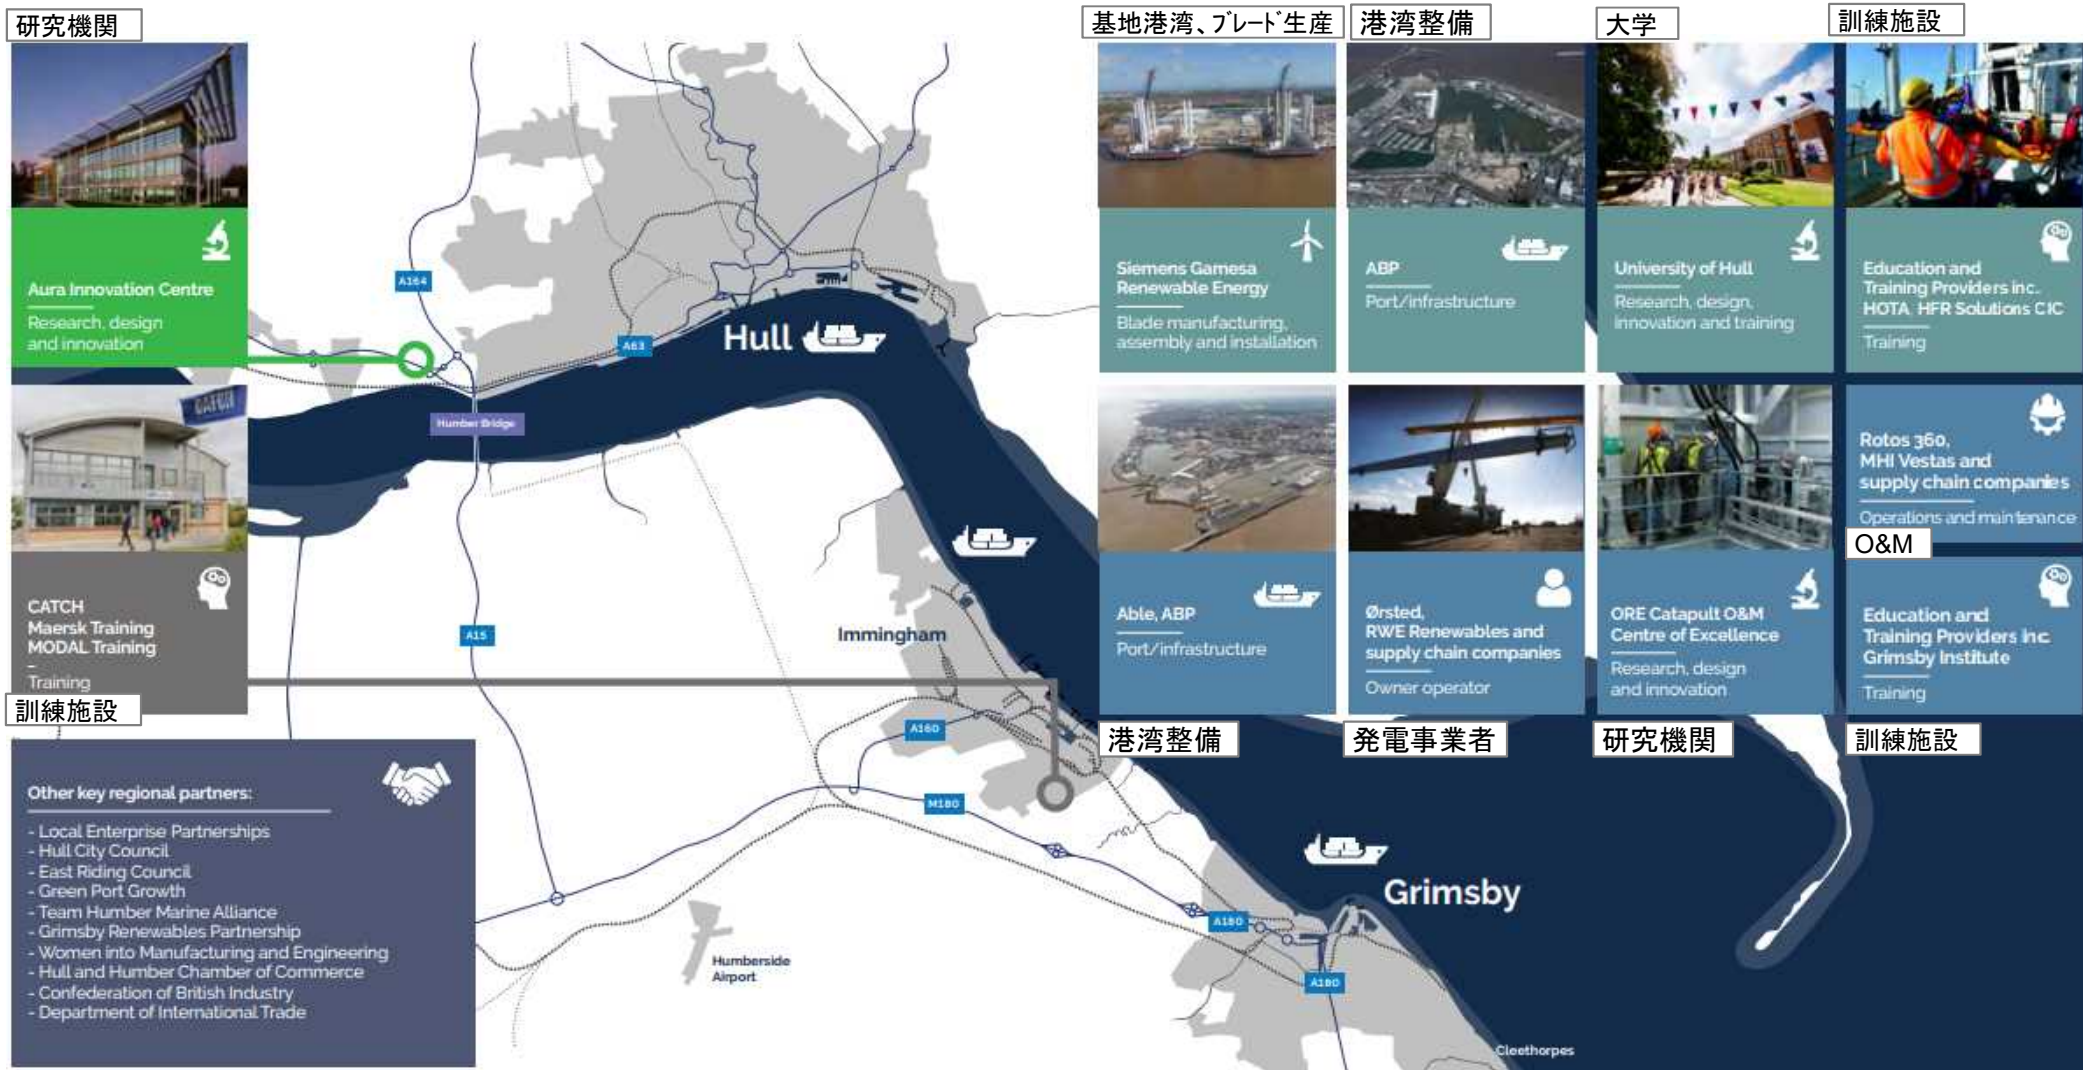 研究機関
Aura Innovation Centre
Research, design
and innovation
CATCH
CATCH
Maersk Training
MODAL Training
-
Training
訓練施設
Other key regional partners:
- Local Enterprise Partnerships
- Hull City Council
- East Riding Council
- Green Port Growth
- Team Humber Marine Alliance
- Grimsby Renewables Partnership
- Women into Manufacturing and Engineering
- Hull and Humber Chamber of Commerce
- Confederation of British Industry
- Department of International Trade
A164
A63
Hull
Humber Bridge
A15
Immingham
A160
M180
Humberside
Airport
A180
Grimsby
A180
Cleethorpes
基地港湾、ブレード生産
Siemens Gamesa
Renewable Energy
Blade manufacturing,
assembly and installation
港湾整備
ABP
Port/infrastructure
大学
University of Hull
Research, design,
innovation and training
訓練施設
Education and
Training Providers inc.
HOTA, HFR Solutions CIC
Training
Able, ABP
Port/infrastructure
港湾整備
Ørsted,
RWE Renewables and
supply chain companies
Owner operator
発電事業者
ORE Catapult O&M
Centre of Excellence
Research, design
and innovation
研究機関
Rotos 360,
MHI Vestas and
supply chain companies
Operations and maintenance
O&M
Education and
Training Providers inc
Grimsby Institute
Training
訓練施設